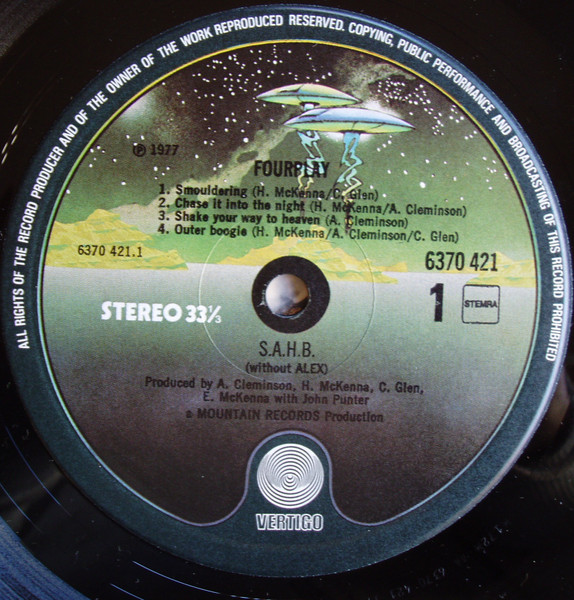 ALL RIGHTS OF THE RECORD PRODUCER AND OF THE OWNER OF THE WORK REPRODUCED RESERVED. COPYING, PUBLIC PERFORMANCE AND BROADCASTING OF THIS RECORD PROHIBITED
℗ 1977
FOURPLAY
1. Smouldering (H. McKenna/C. Glen)
2. Chase it into the night (H. McKenna/A. Cleminson)
3. Shake your way to heaven (A. Cleminson)
4. Outer boogie (H. McKenna/A. Cleminson/C. Glen)
6370 421.1
6370 421
STEREO 33⅓
1
STEMRA
S.A.H.B.
(without ALEX)
Produced by A. Cleminson, H. McKenna, C. Glen,
E. McKenna with John Punter
MOUNTAIN RECORDS Production
VERTIGO